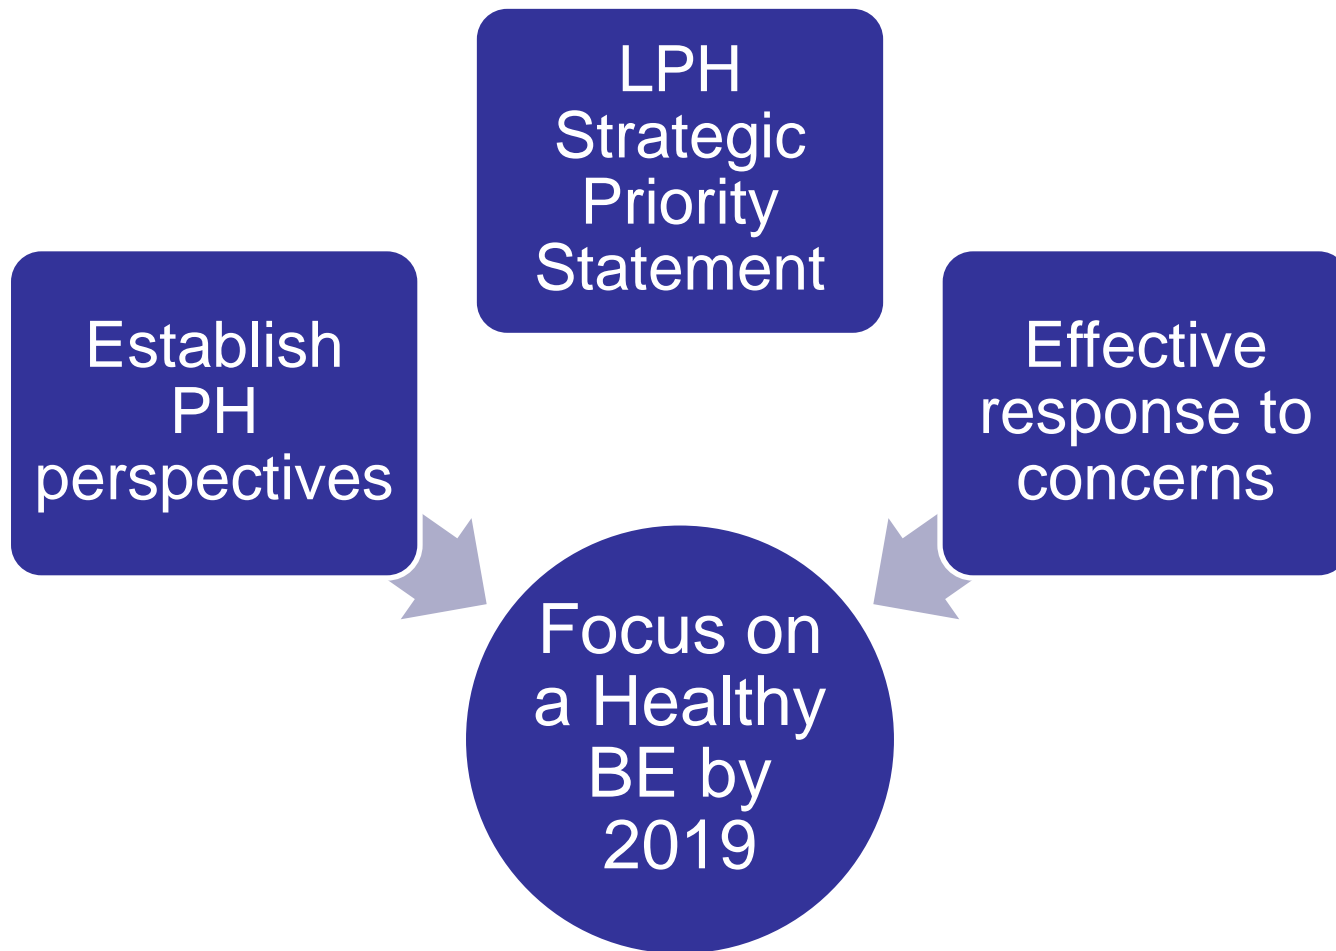 LPH
Strategic
Priority
Statement
Establish
PH
perspectives
Effective
response to
concerns
Focus on
a Healthy
BE by
2019